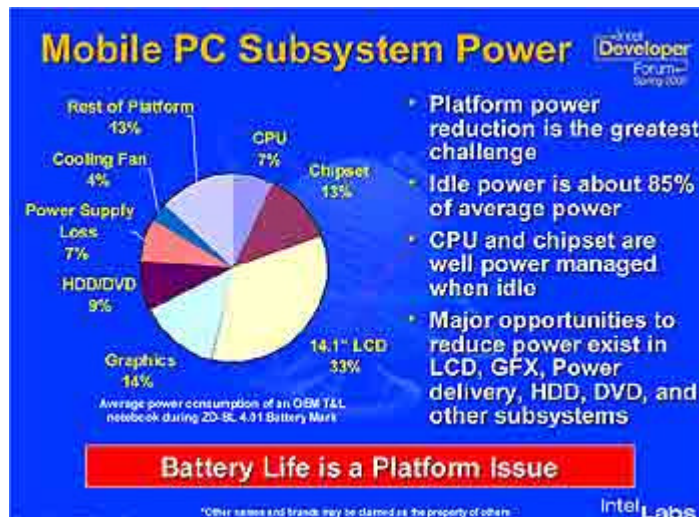 Mobile PC Subsystem Power
Intel
Developer
Forum
Spring 2003
Rest of Platform
13%
Cooling Fan
4%
Power Supply
Loss
7%
HDD/DVD
9%
Graphics
14%
CPU
7%
Chipset
13%
14.1" LCD
33%
Average power consumption of an OEM T&L
notebook during ZD-BL 4.01 Battery Mark
• Platform power
reduction is the greatest
challenge
• Idle power is about 85%
of average power
• CPU and chipset are
well power managed
when idle
• Major opportunities to
reduce power exist in
LCD, GFX, Power
delivery, HDD, DVD, and
other subsystems
Battery Life is a Platform Issue
*Other names and brands may be claimed as the property of others
Intel Labs